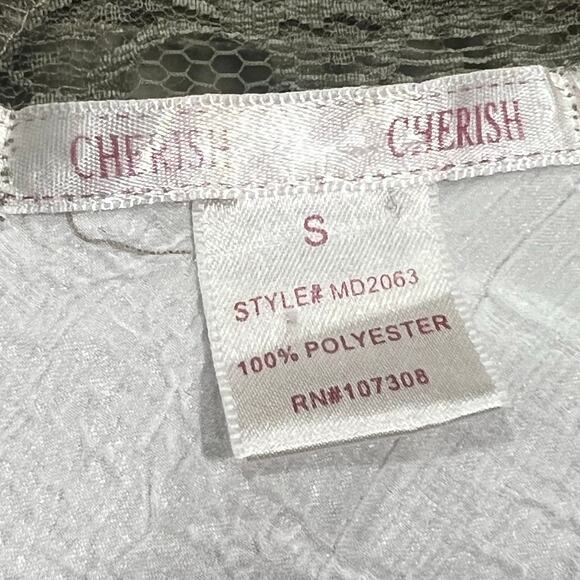 CHERISH CHERISH
S
STYLE# MD2063
100% POLYESTER
RN#107308